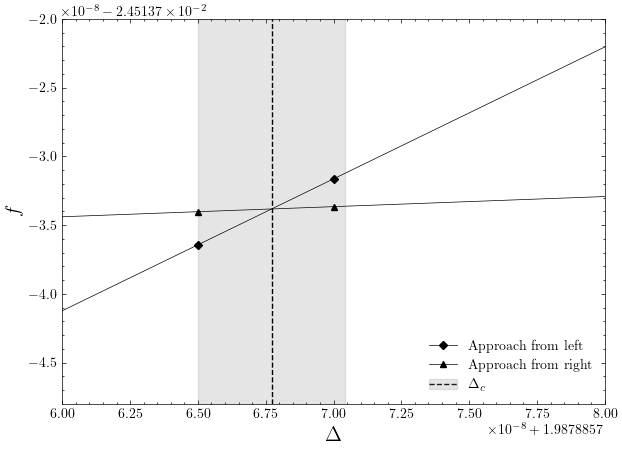 ×10⁻⁸ − 2.45137 × 10⁻²
−2.0
−2.5
−3.0
−3.5
−4.0
−4.5
f
Approach from left
Approach from right
Δc
6.00 6.25 6.50 6.75 7.00 7.25 7.50 7.75 8.00
Δ
×10⁻⁸ + 1.9878857